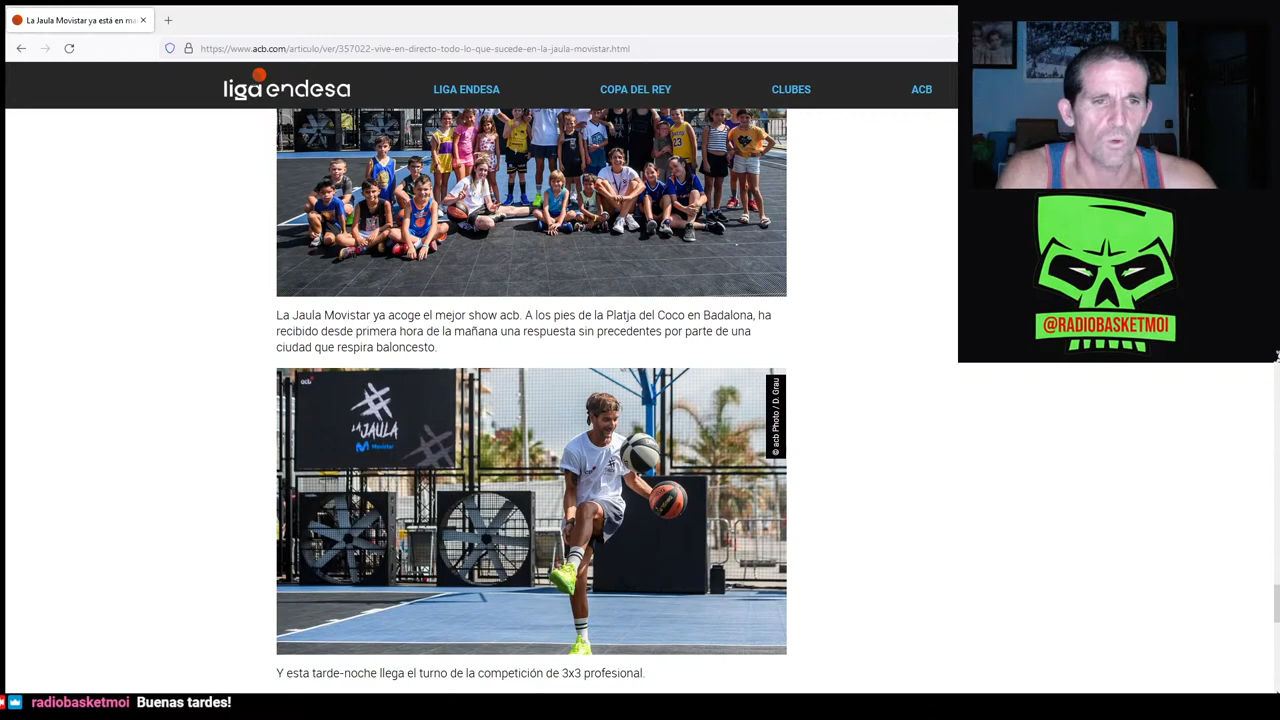 La Jaula Movistar ya está en ma
https://www.acb.com/articulo/ver/357022-vive-en-directo-todo-lo-que-sucede-en-la-jaula-movistar.html
liga endesa
LIGA ENDESA
COPA DEL REY
CLUBES
ACB
@RADIOBASKETMOI
La Jaula Movistar ya acoge el mejor show acb. A los pies de la Platja del Coco en Badalona, ha
recibido desde primera hora de la mañana una respuesta sin precedentes por parte de una
ciudad que respira baloncesto.
acb
LA JAULA
Movistar
© acb Photo / D. Grau
Y esta tarde-noche llega el turno de la competición de 3x3 profesional.
radiobasketmoi Buenas tardes!